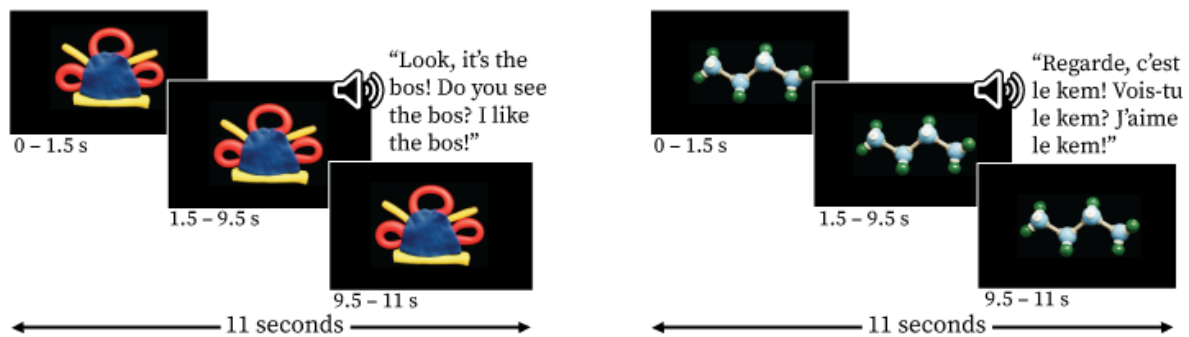 “Look, it’s the
bos! Do you see
the bos? I like
the bos!”
0 – 1.5 s
1.5 – 9.5 s
9.5 – 11 s
11 seconds
“Regarde, c’est
le kem! Vois-tu
le kem? J’aime
le kem!”
0 – 1.5 s
1.5 – 9.5 s
9.5 – 11 s
11 seconds